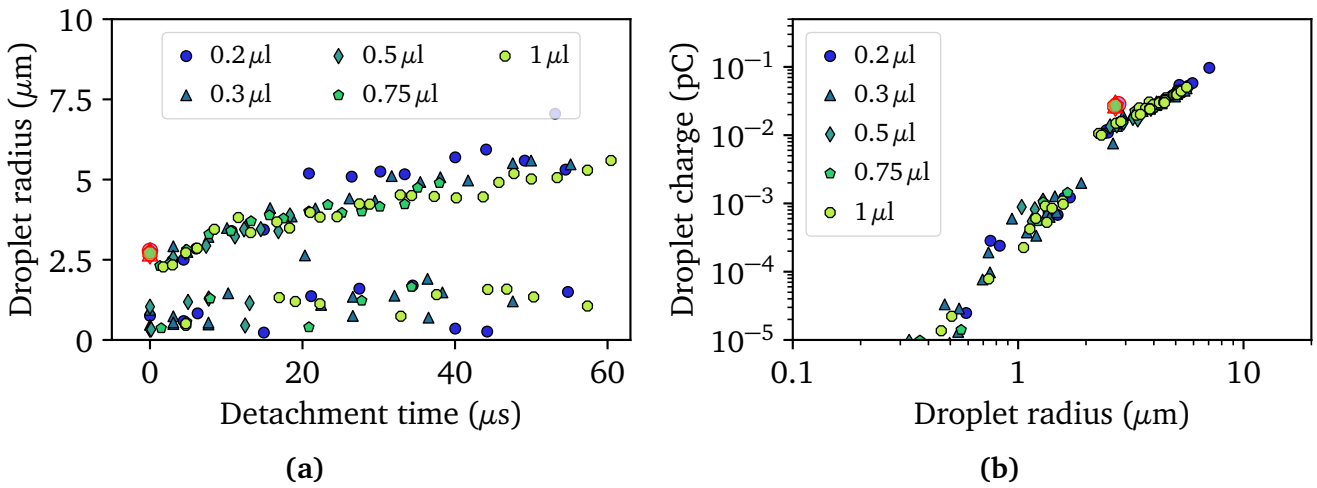 10
7.5
5
2.5
0
Droplet radius (μm)
0.2 μl
0.3 μl
0.5 μl
0.75 μl
1 μl
0 20 40 60
Detachment time (μs)
(a)
10⁻¹
10⁻²
10⁻³
10⁻⁴
10⁻⁵
Droplet charge (pC)
0.2 μl
0.3 μl
0.5 μl
0.75 μl
1 μl
0.1 1 10
Droplet radius (μm)
(b)